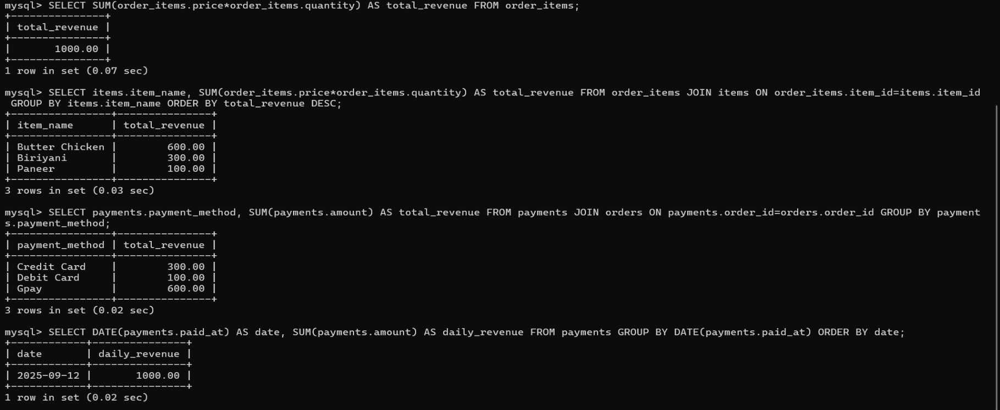 mysql> SELECT SUM(order_items.price*order_items.quantity) AS total_revenue FROM order_items;
+---------------+
| total_revenue |
+---------------+
|       1000.00 |
+---------------+
1 row in set (0.07 sec)
mysql> SELECT items.item_name, SUM(order_items.price*order_items.quantity) AS total_revenue FROM order_items JOIN items ON order_items.item_id=items.item_id
 GROUP BY items.item_name ORDER BY total_revenue DESC;
+----------------+---------------+
| item_name      | total_revenue |
+----------------+---------------+
| Butter Chicken |        600.00 |
| Biriyani       |        300.00 |
| Paneer         |        100.00 |
+----------------+---------------+
3 rows in set (0.03 sec)
mysql> SELECT payments.payment_method, SUM(payments.amount) AS total_revenue FROM payments JOIN orders ON payments.order_id=orders.order_id GROUP BY payment
s.payment_method;
+----------------+---------------+
| payment_method | total_revenue |
+----------------+---------------+
| Credit Card    |        300.00 |
| Debit Card     |        100.00 |
| Gpay           |        600.00 |
+----------------+---------------+
3 rows in set (0.02 sec)
mysql> SELECT DATE(payments.paid_at) AS date, SUM(payments.amount) AS daily_revenue FROM payments GROUP BY DATE(payments.paid_at) ORDER BY date;
+------------+---------------+
| date       | daily_revenue |
+------------+---------------+
| 2025-09-12 |       1000.00 |
+------------+---------------+
1 row in set (0.02 sec)